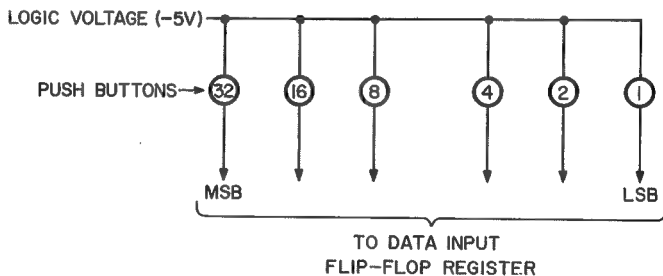 LOGIC VOLTAGE (-5V)
PUSH BUTTONS
32 16 8 4 2 1
MSB LSB
TO DATA INPUT
FLIP-FLOP REGISTER